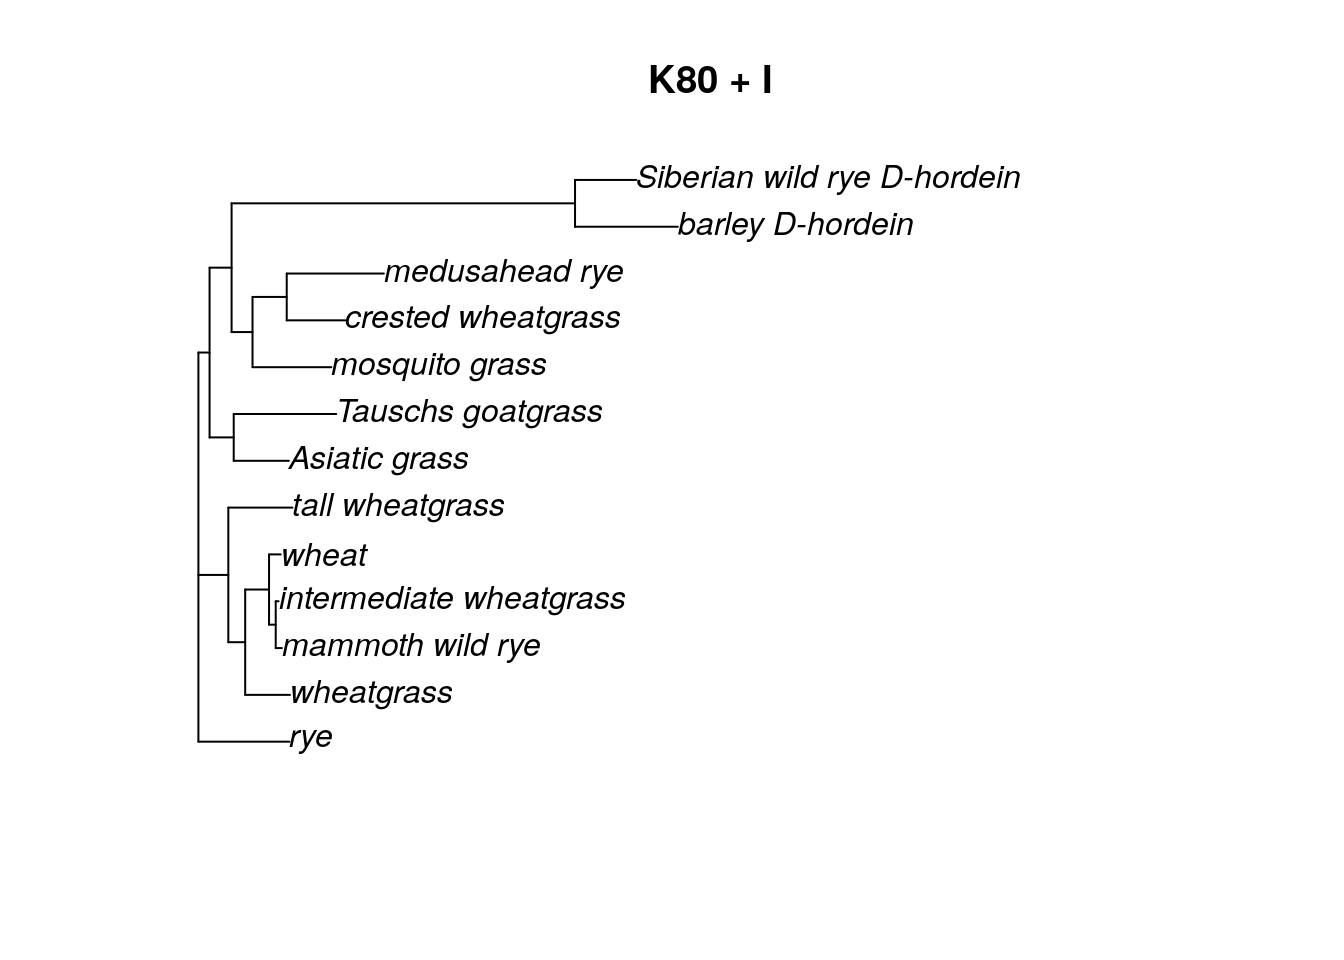 K80 + I
Siberian wild rye D-hordein
barley D-hordein
medusahead rye
crested wheatgrass
mosquito grass
Tauschs goatgrass
Asiatic grass
tall wheatgrass
wheat
intermediate wheatgrass
mammoth wild rye
wheatgrass
rye